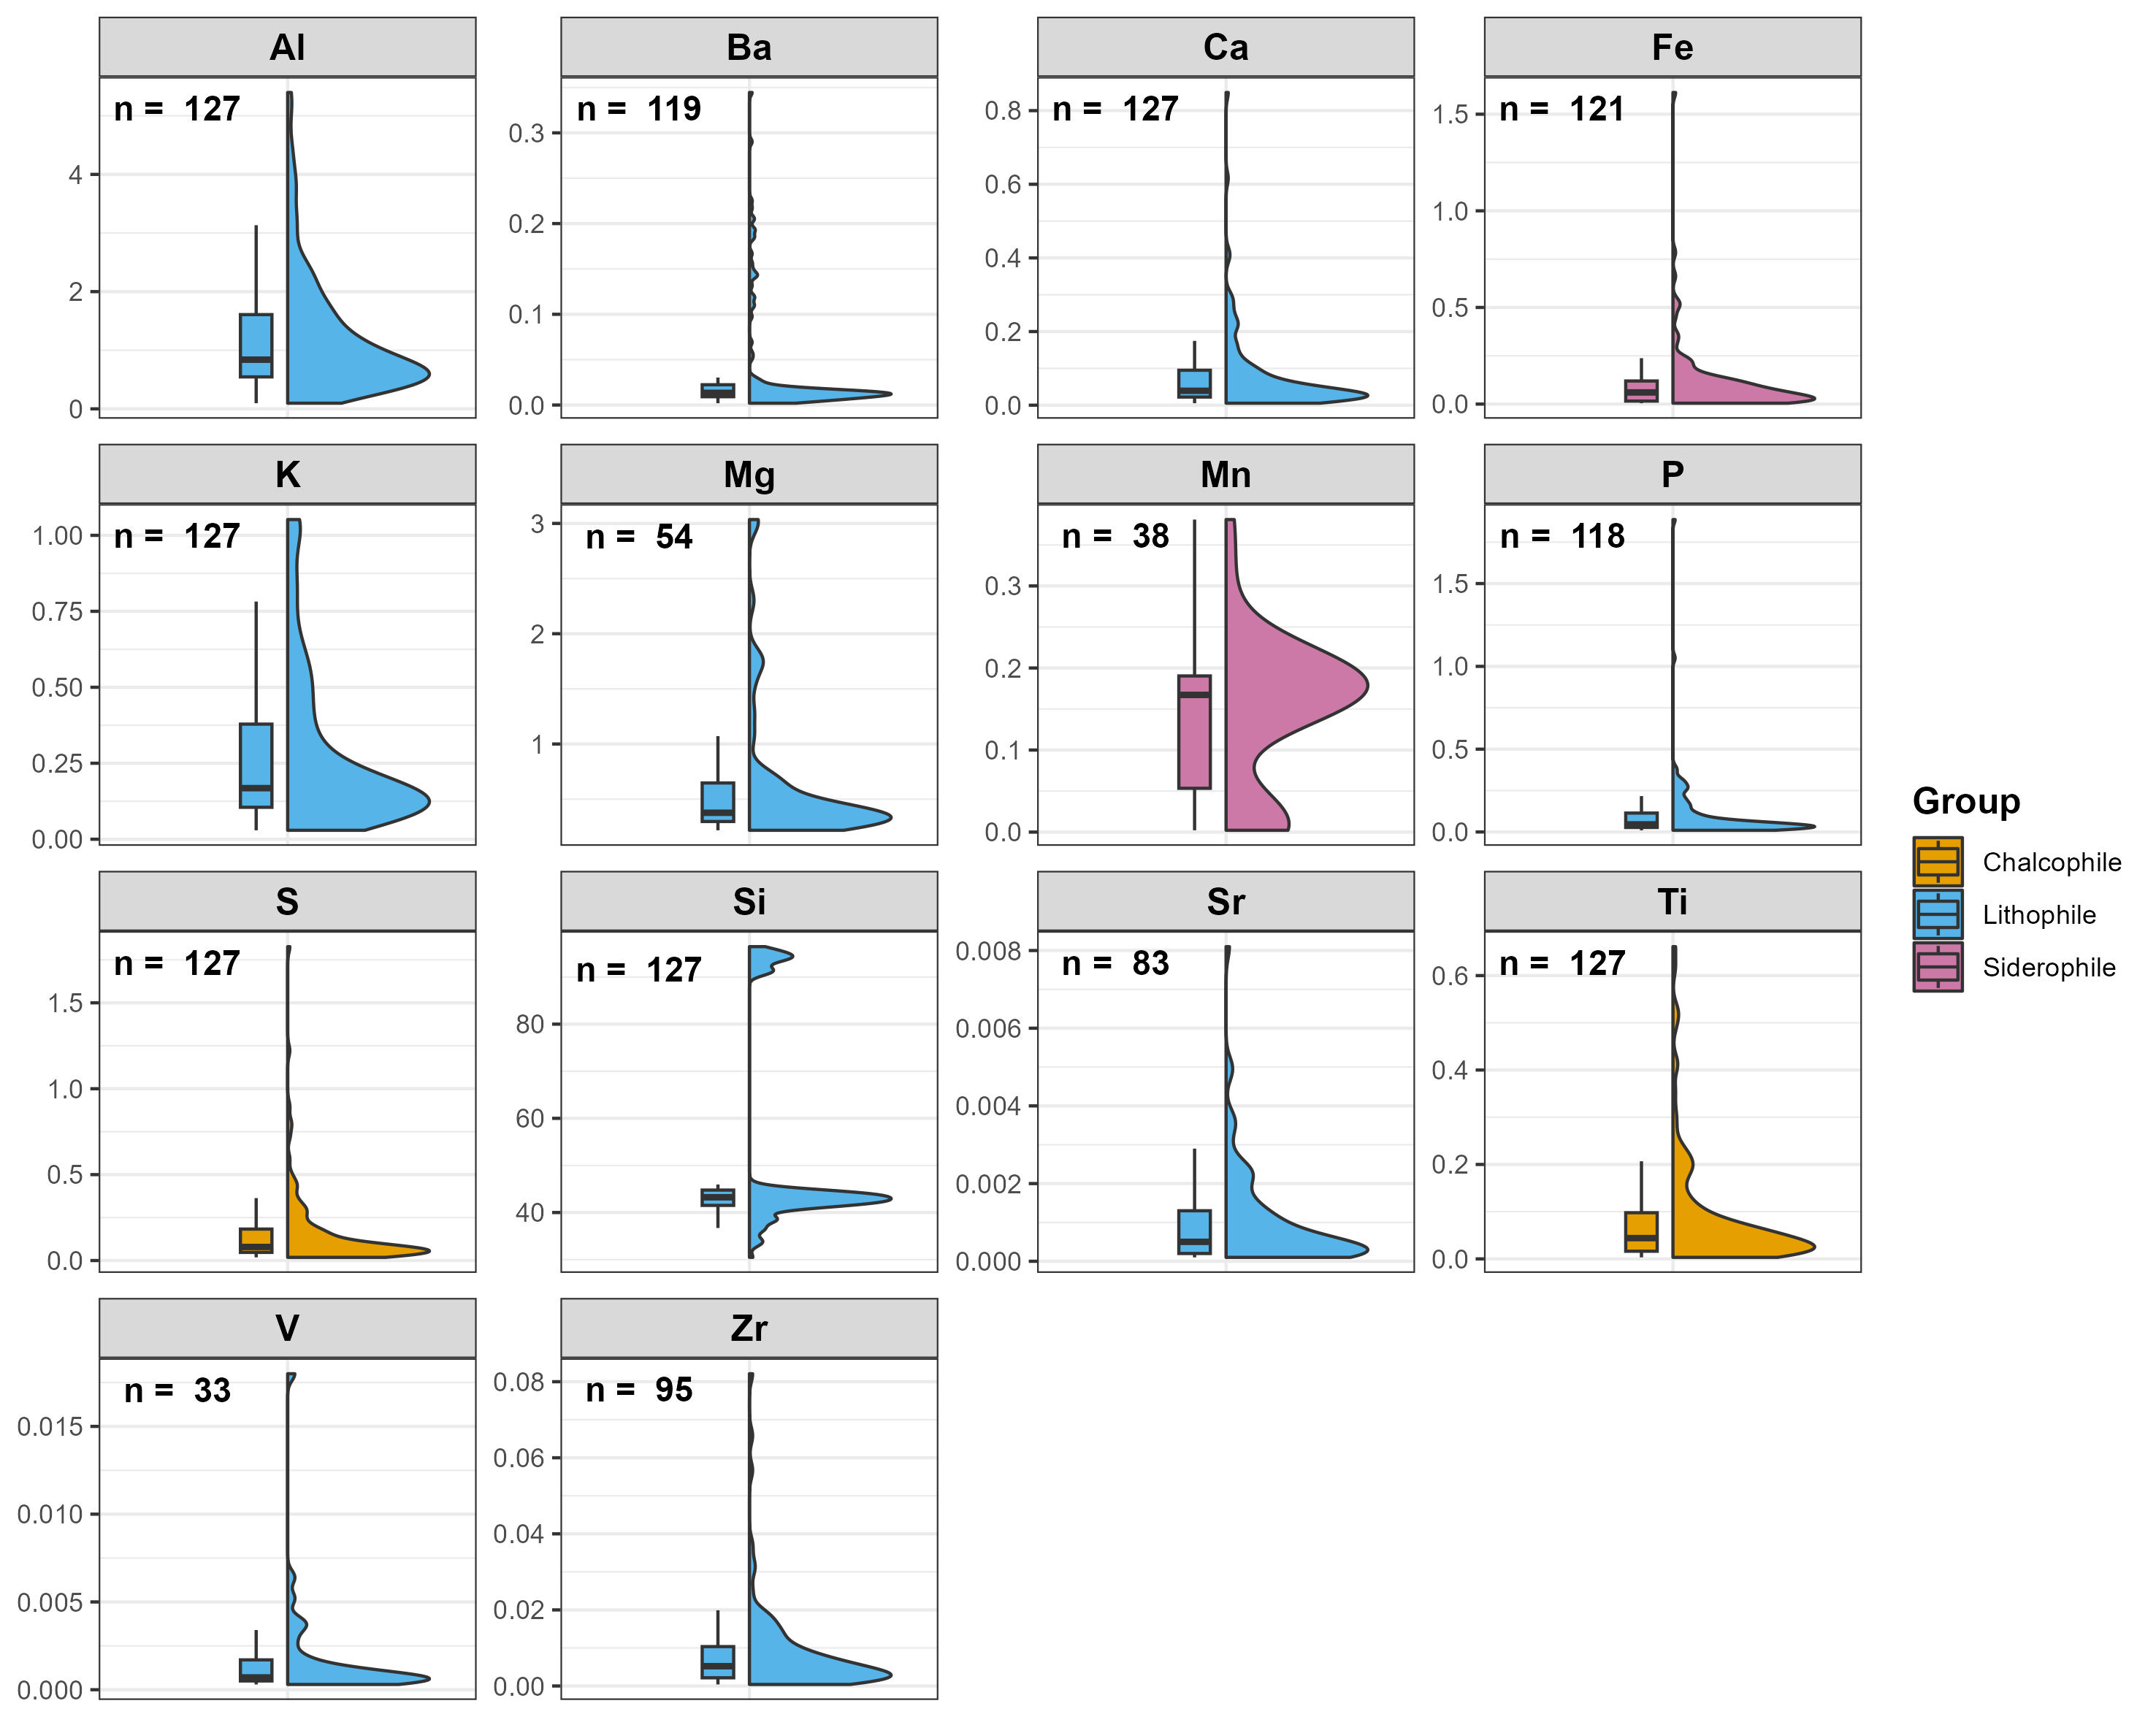 Al
n = 127
4
2
0
Ba
n = 119
0.3
0.2
0.1
0.0
Ca
n = 127
0.8
0.6
0.4
0.2
0.0
Fe
n = 121
1.5
1.0
0.5
0.0
K
n = 127
1.00
0.75
0.50
0.25
0.00
Mg
n = 54
3
2
1
Mn
n = 38
0.3
0.2
0.1
0.0
P
n = 118
1.5
1.0
0.5
0.0
S
n = 127
1.5
1.0
0.5
0.0
Si
n = 127
80
60
40
Sr
n = 83
0.008
0.006
0.004
0.002
0.000
Ti
n = 127
0.6
0.4
0.2
0.0
V
n = 33
0.015
0.010
0.005
0.000
Zr
n = 95
0.08
0.06
0.04
0.02
0.00
Group
Chalcophile
Lithophile
Siderophile